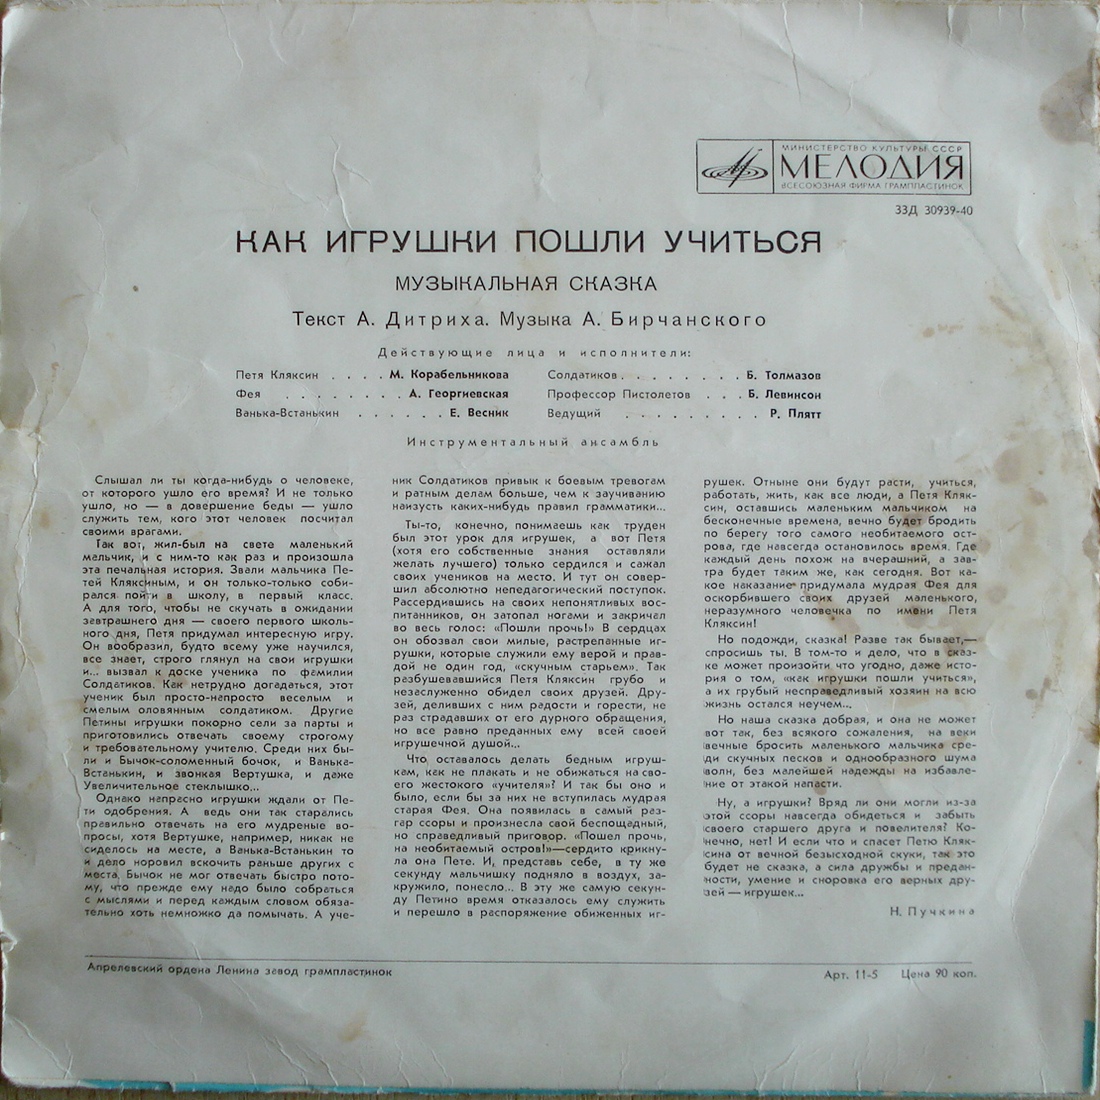 МИНИСТЕРСТВО КУЛЬТУРЫ СССР
МЕЛОДИЯ
ВСЕСОЮЗНАЯ ФИРМА ГРАМПЛАСТИНОК
33Д 30939-40
КАК ИГРУШКИ ПОШЛИ УЧИТЬСЯ
МУЗЫКАЛЬНАЯ СКАЗКА
Текст А. Дитриха. Музыка А. Бирчанского
Действующие лица и исполнители:
Петя Кляксин . . . . М. Корабельникова
Фея . . . . . . . . А. Георгиевская
Ванька-Встанькин . . . . . . Е. Весник
Солдатиков. . . . . . . . Б. Толмазов
Профессор Пистолетов . . . Б. Левинсон
Ведущий . . . . . . . . . Р. Плятт
Инструментальный ансамбль
Слышал ли ты когда-нибудь о человеке,
от которого ушло его время? И не только
ушло, но — в довершение беды — ушло
служить тем, кого этот человек посчитал
своими врагами.
Так вот, жил-был на свете маленький
мальчик, и с ним-то как раз и произошла
эта печальная история. Звали мальчика Пе-
тей Кляксиным, и он только-только соби-
рался пойти в школу, в первый класс.
А для того, чтобы не скучать в ожидании
завтрашнего дня — своего первого школь-
ного дня, Петя придумал интересную игру.
Он вообразил, будто всему уже научился,
все знает, строго глянул на свои игрушки
и... вызвал к доске ученика по фамилии
Солдатиков. Как нетрудно догадаться, этот
ученик был просто-напросто веселым и
смелым оловянным солдатиком. Другие
Петины игрушки покорно сели за парты и
приготовились отвечать своему строгому
и требовательному учителю. Среди них бы-
ли и Бычок-соломенный бочок, и Ванька-
Встанькин, и звонкая Вертушка, и даже
Увеличительное стеклышко...
Однако напрасно игрушки ждали от Пе-
ти одобрения. А ведь они так старались
правильно отвечать на его мудреные во-
просы, хотя Вертушке, например, никак не
сиделось на месте, а Ванька-Встанькин то
и дело норовил вскочить раньше других с
места. Бычок не мог отвечать быстро пото-
му, что прежде ему надо было собраться
с мыслями и перед каждым словом обяза-
тельно хоть немножко да помычать. А уче-
ник Солдатиков привык к боевым тревогам
и ратным делам больше, чем к заучиванию
наизусть каких-нибудь правил грамматики...
Ты-то, конечно, понимаешь как труден
был этот урок для игрушек, а вот Петя
(хотя его собственные знания оставляли
желать лучшего) только сердился и сажал
своих учеников на место. И тут он совер-
шил абсолютно непедагогический поступок.
Рассердившись на своих непонятливых вос-
питанников, он затопал ногами и закричал
во весь голос: «Пошли прочь!» В сердцах
он обозвал свои милые, растрепанные иг-
рушки, которые служили ему верой и прав-
дой не один год, «скучным старьем». Так
разбушевавшийся Петя Кляксин грубо и
незаслуженно обидел своих друзей. Дру-
зей, деливших с ним радости и горести, не
раз страдавших от его дурного обращения,
но все равно преданных ему всей своей
игрушечной душой...
Что оставалось делать бедным игруш-
кам, как не плакать и не обижаться на сво-
его жестокого «учителя»? И так бы оно и
было, если бы за них не вступилась мудрая
старая Фея. Она появилась в самый раз-
гар ссоры и произнесла свой беспощадный,
но справедливый приговор. «Пошел прочь,
на необитаемый остров!»—сердито крикну-
ла она Пете. И, представь себе, в ту же
секунду мальчишку подняло в воздух, за-
кружило, понесло... В эту же самую секун-
ду Петино время отказалось ему служить
и перешло в распоряжение обиженных иг-
рушек. Отныне они будут расти, учиться,
работать, жить, как все люди, а Петя Кляк-
син, оставшись маленьким мальчиком на
бесконечные времена, вечно будет бродить
по берегу того самого необитаемого ост-
рова, где навсегда остановилось время. Где
каждый день похож на вчерашний, а зав-
тра будет таким же, как сегодня. Вот ка-
кое наказание придумала мудрая Фея для
оскорбившего своих друзей маленького,
неразумного человечка по имени Петя
Кляксин!
Но подожди, сказка! Разве так бывает,—
спросишь ты. В том-то и дело, что в сказ-
ке может произойти что угодно, даже исто-
рия о том, «как игрушки пошли учиться»,
а их грубый несправедливый хозяин на всю
жизнь остался неучем...
Но наша сказка добрая, и она не может
вот так, без всякого сожаления, на веки
вечные бросить маленького мальчика сре-
ди скучных песков и однообразного шума
волн, без малейшей надежды на избавле-
ние от этакой напасти.
Ну, а игрушки? Вряд ли они могли из-за
этой ссоры навсегда обидеться и забыть
своего старшего друга и повелителя? Ко-
нечно, нет! И если что и спасет Петю Кляк-
сина от вечной безысходной скуки, так это
будет не сказка, а сила дружбы и предан-
ности, умение и сноровка его верных дру-
зей — игрушек...
Н. Пучкина
Апрелевский ордена Ленина завод грампластинок
Арт. 11-5 Цена 90 коп.